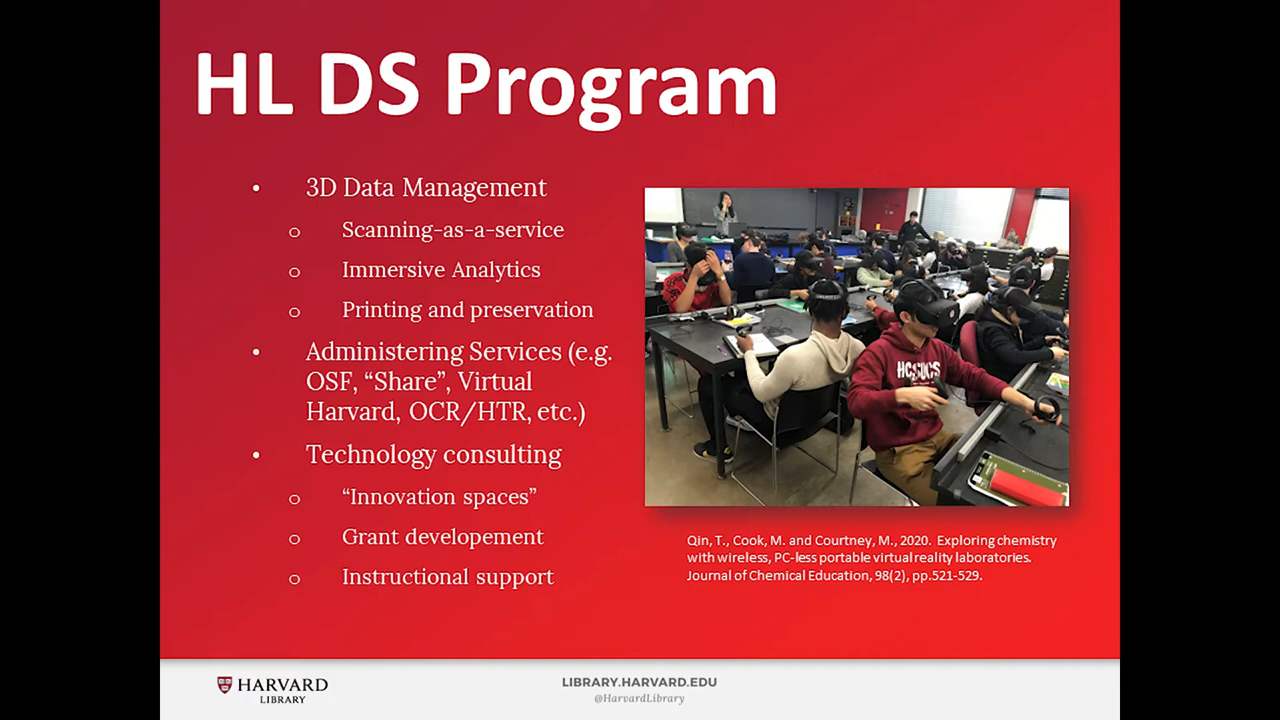 HL DS Program
• 3D Data Management
o Scanning-as-a-service
o Immersive Analytics
o Printing and preservation
• Administering Services (e.g.
OSF, “Share”, Virtual
Harvard, OCR/HTR, etc.)
• Technology consulting
o “Innovation spaces”
o Grant developement
o Instructional support
Qin, T., Cook, M. and Courtney, M., 2020. Exploring chemistry
with wireless, PC-less portable virtual reality laboratories.
Journal of Chemical Education, 98(2), pp.521-529.
HARVARD
LIBRARY
LIBRARY.HARVARD.EDU
@HarvardLibrary